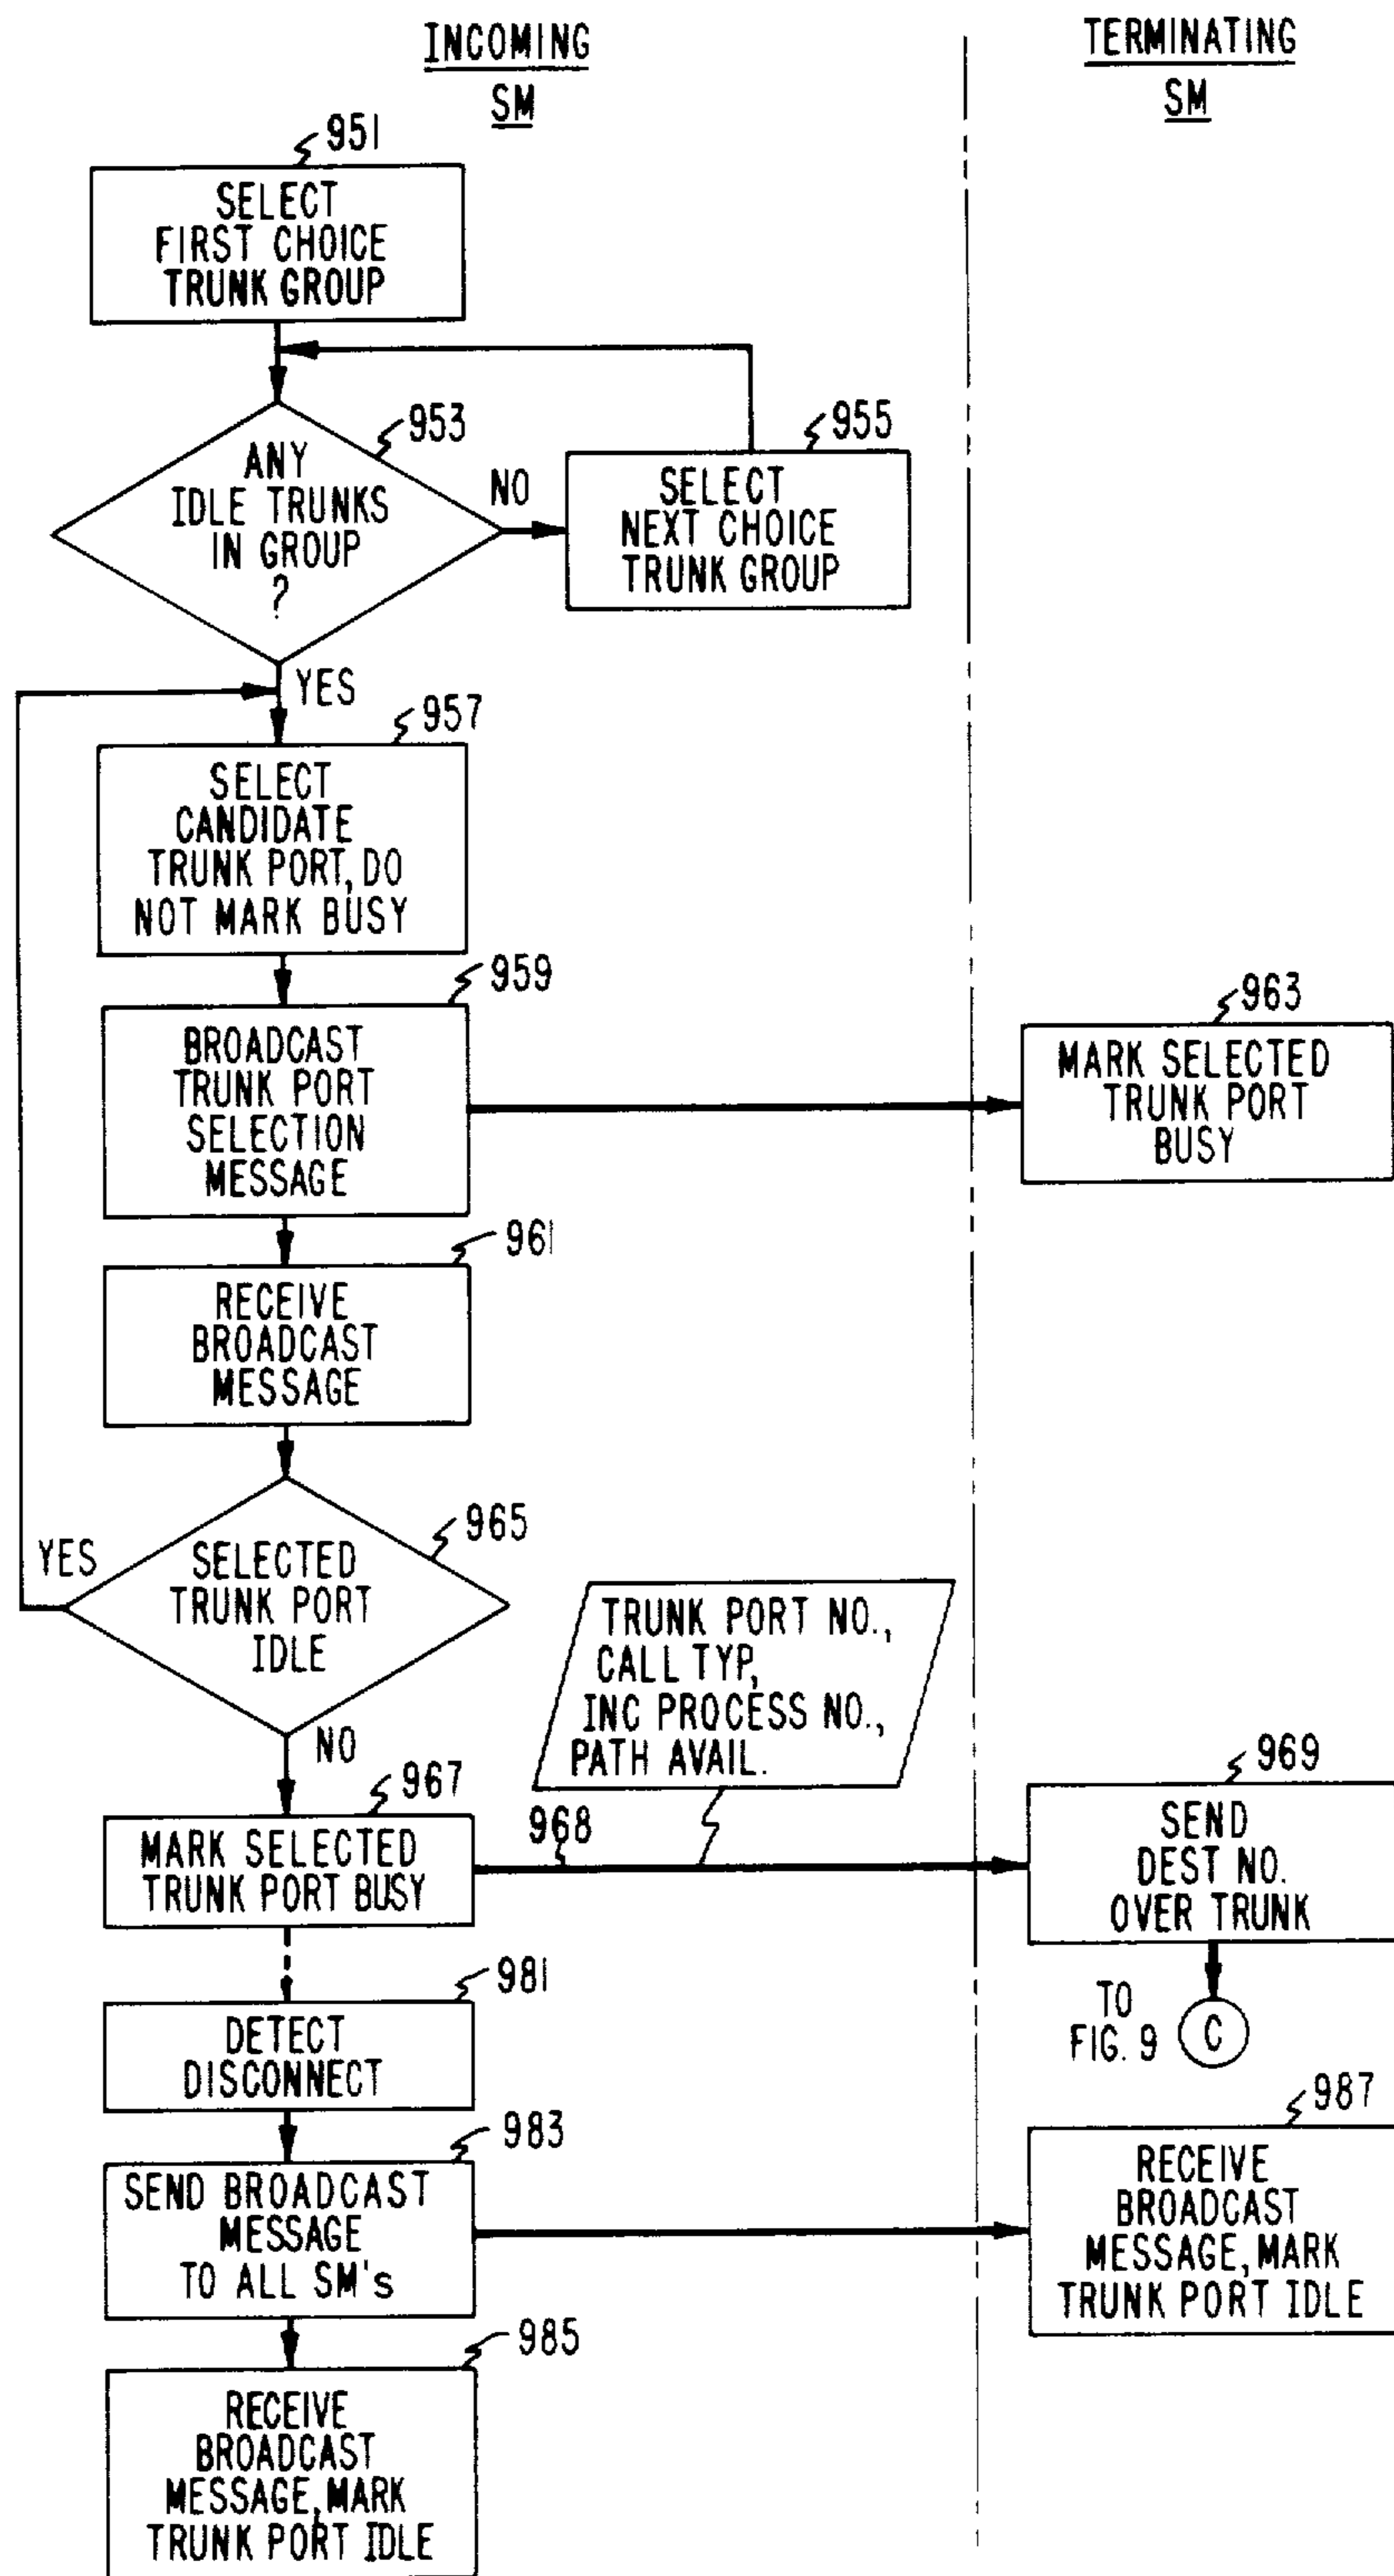 INCOMING
SM
TERMINATING
SM
951
SELECT
FIRST CHOICE
TRUNK GROUP
953
ANY
IDLE TRUNKS
IN GROUP
?
NO
955
SELECT
NEXT CHOICE
TRUNK GROUP
YES
957
SELECT
CANDIDATE
TRUNK PORT, DO
NOT MARK BUSY
959
BROADCAST
TRUNK PORT
SELECTION
MESSAGE
963
MARK SELECTED
TRUNK PORT
BUSY
961
RECEIVE
BROADCAST
MESSAGE
965
YES
SELECTED
TRUNK PORT
IDLE
NO
TRUNK PORT NO.,
CALL TYP,
INC PROCESS NO.,
PATH AVAIL.
967
MARK SELECTED
TRUNK PORT BUSY
968
969
SEND
DEST NO.
OVER TRUNK
TO
FIG. 9
C
981
DETECT
DISCONNECT
983
SEND BROADCAST
MESSAGE
TO ALL SM's
987
RECEIVE
BROADCAST
MESSAGE, MARK
TRUNK PORT IDLE
985
RECEIVE
BROADCAST
MESSAGE, MARK
TRUNK PORT IDLE